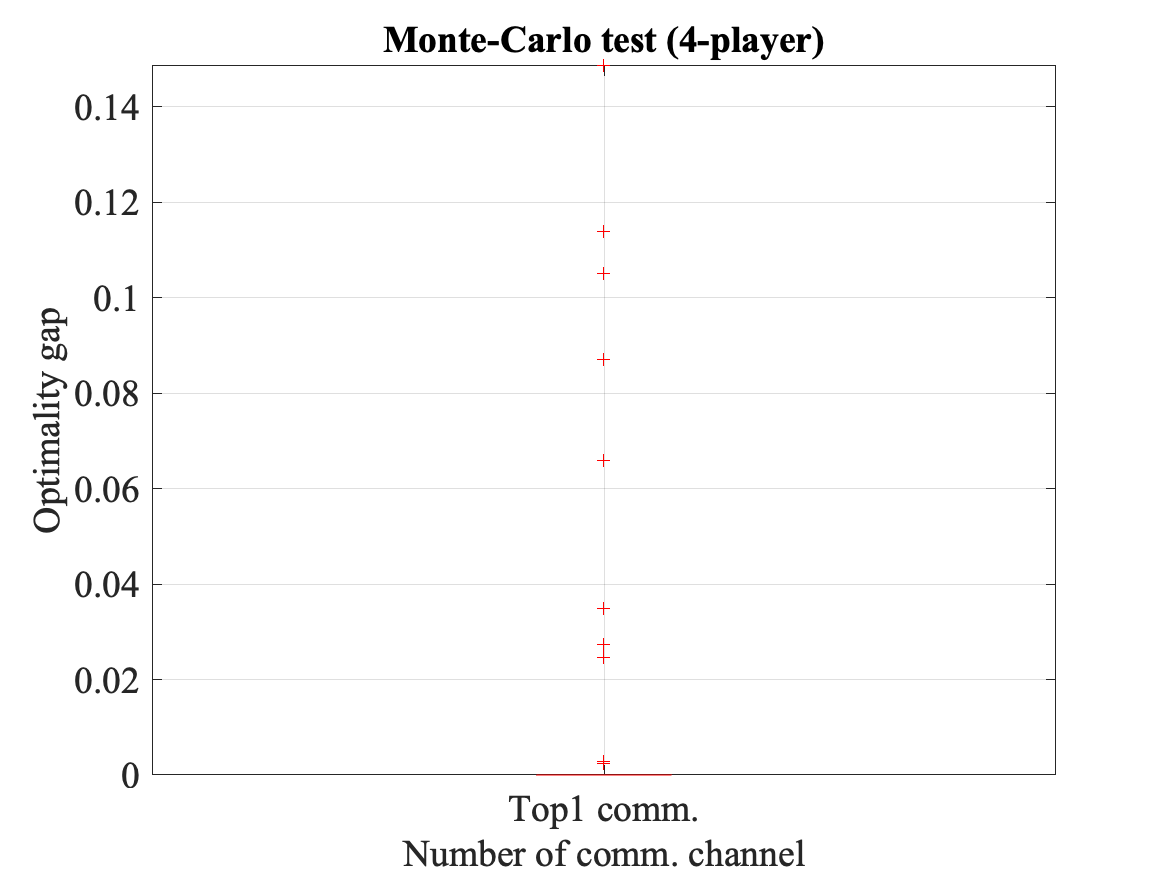 Monte-Carlo test (4-player)
0.14
0.12
0.1
0.08
0.06
0.04
0.02
0
Optimality gap
Top1 comm.
Number of comm. channel